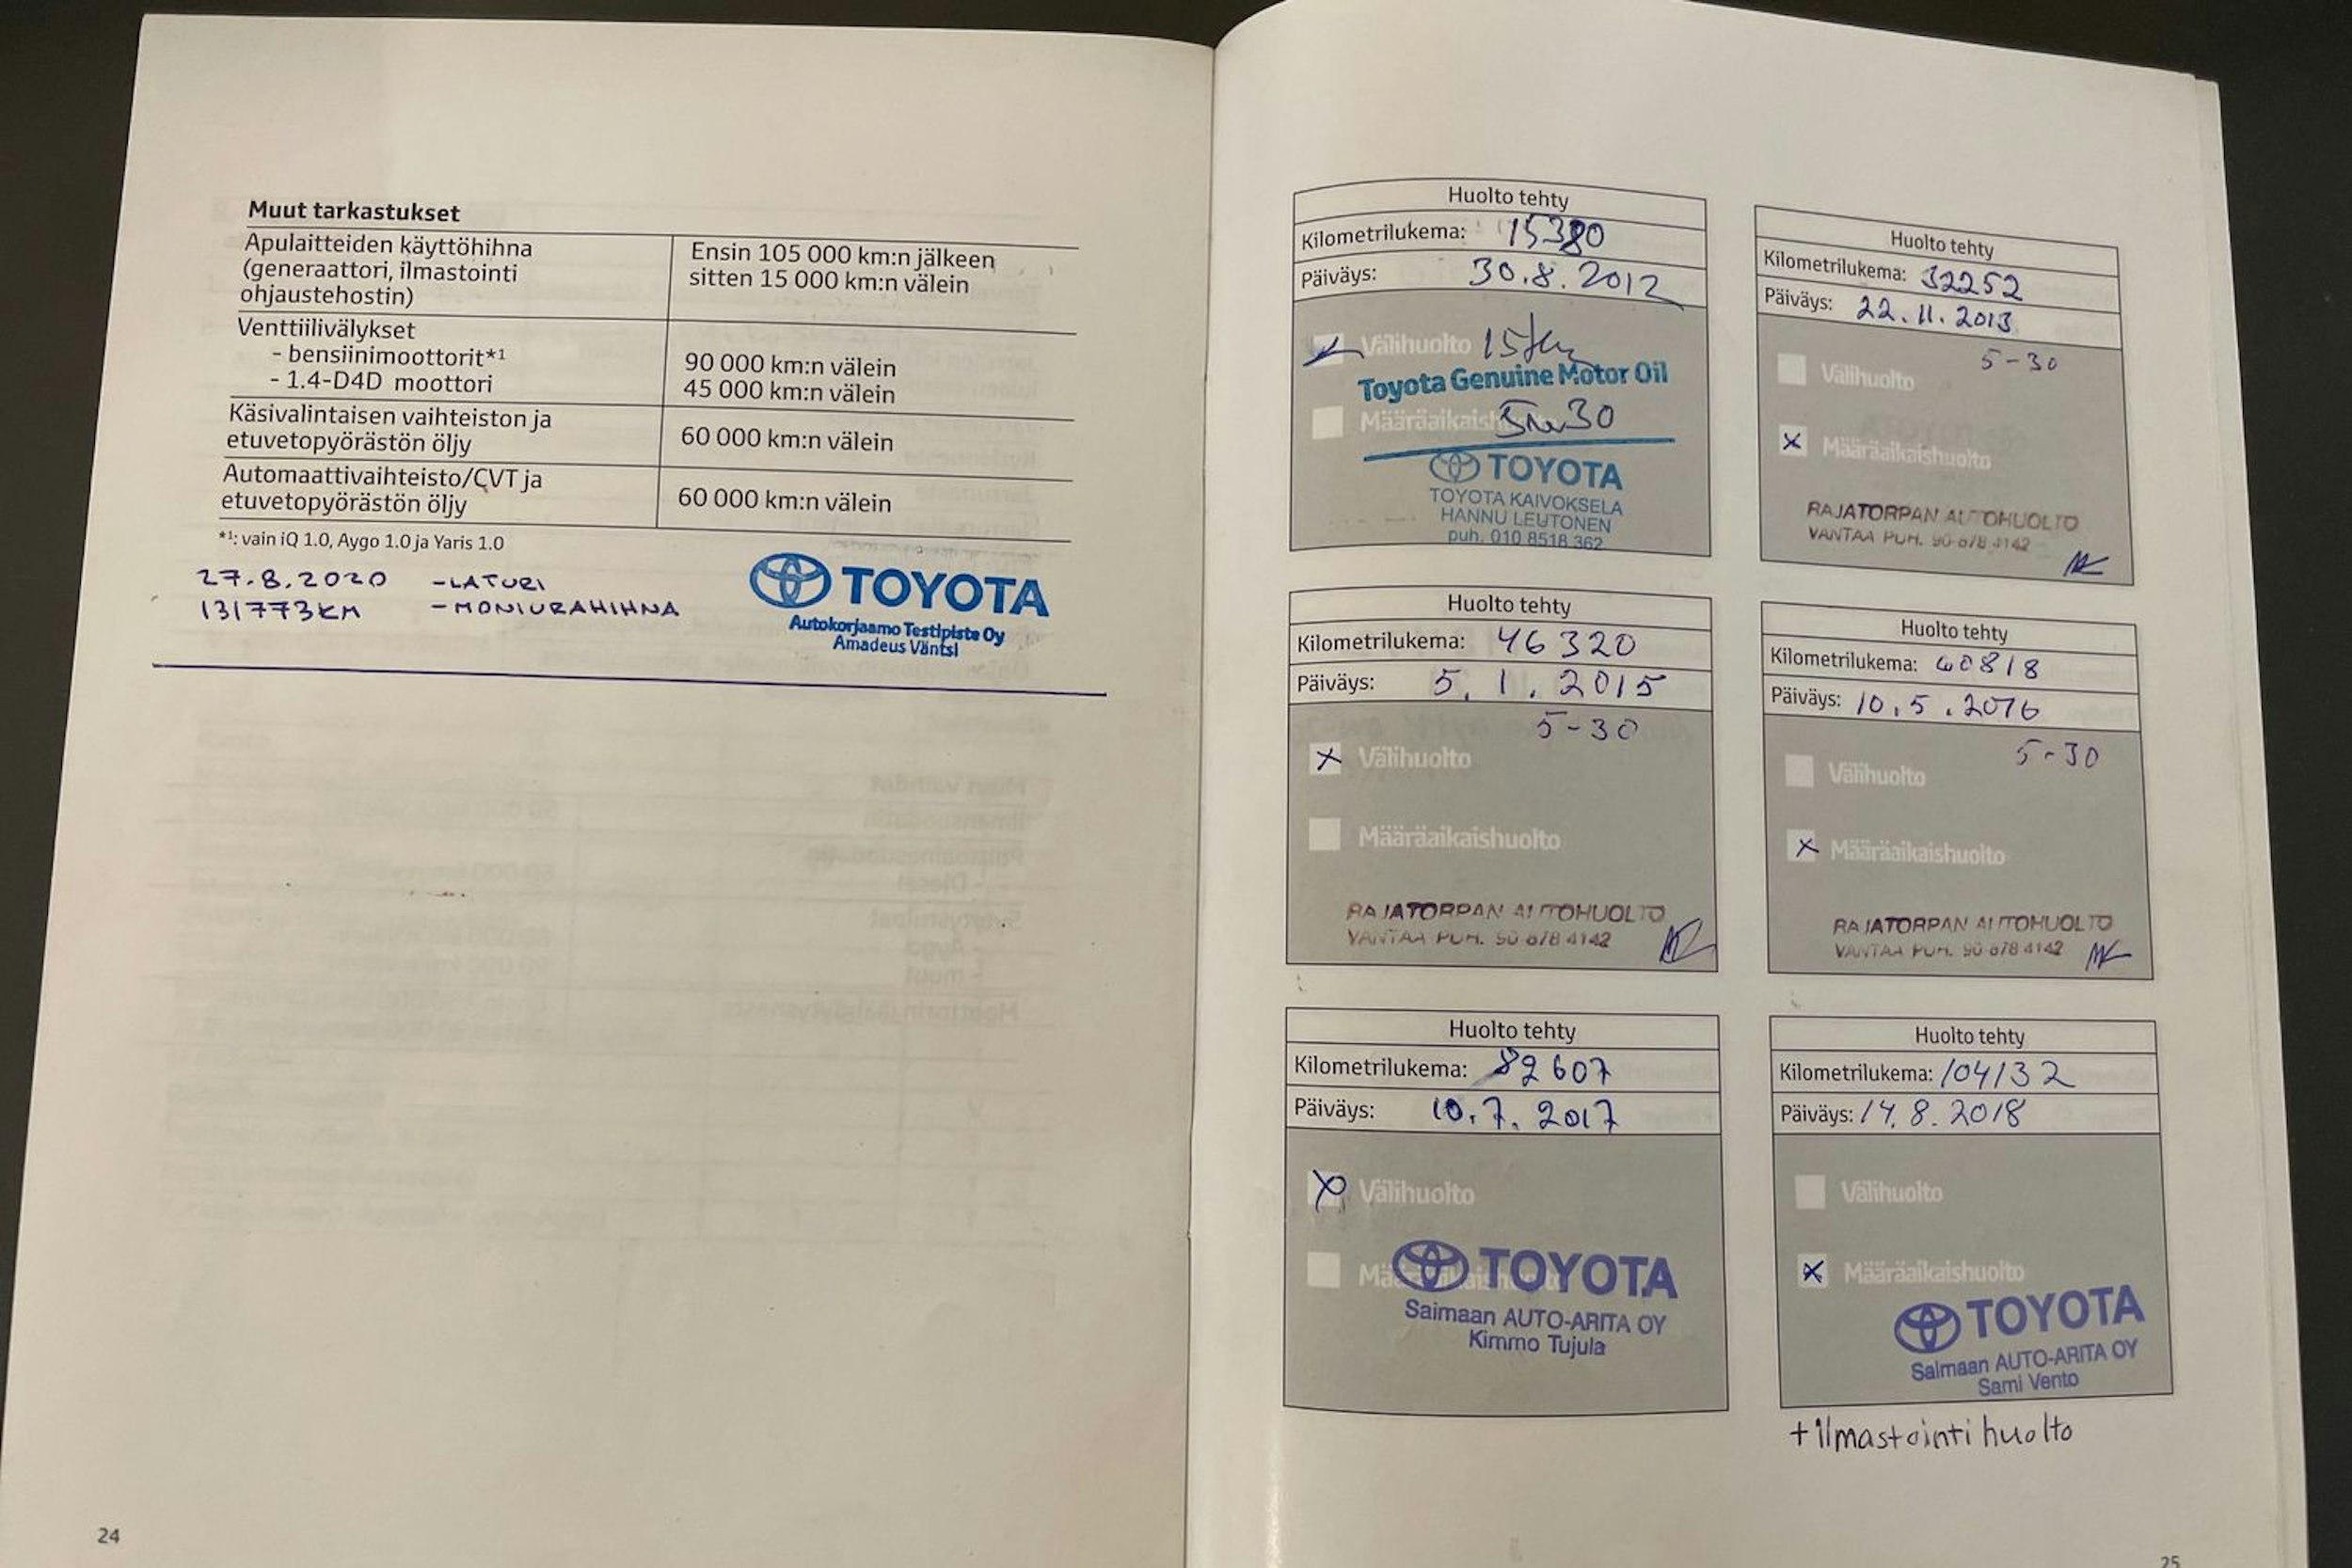 Muut tarkastukset
Apulaitteiden käyttöhihna
(generaattori, ilmastointi
ohjaustehostin)
Ensin 105 000 km:n jälkeen
sitten 15 000 km:n välein
Venttiilivälykset
- bensiinimoottorit*1
- 1.4-D4D moottori
90 000 km:n välein
45 000 km:n välein
Käsivalintaisen vaihteiston ja
etuvetopyörästön öljy
60 000 km:n välein
Automaattivaihteisto/CVT ja
etuvetopyörästön öljy
60 000 km:n välein
*1: vain iQ 1.0, Aygo 1.0 ja Yaris 1.0
27.8.2020 -LATURI
131773KM -MONIURAHIHNA
TOYOTA
Autokorjaamo Testipiste Oy
Amadeus Väntsi
24
Huolto tehty
Kilometrilukema: 15380
Päiväys: 30.8.2012
Välihuolto
Toyota Genuine Motor Oil
5w30
TOYOTA
TOYOTA KAIVOKSELA
HANNU LEUTONEN
puh. 010 8518 362
Huolto tehty
Kilometrilukema: 32252
Päiväys: 22.11.2013
5-30
Välihuolto
Määräaikaishuolto
RAJATORPAN AUTOHUOLTO
VANTAA PUH. 90-878 4142
Huolto tehty
Kilometrilukema: 46320
Päiväys: 5.1.2015
5-30
Välihuolto
Määräaikaishuolto
RAJATORPAN AUTOHUOLTO
VANTAA PUH. 90-878 4142
Huolto tehty
Kilometrilukema: 60818
Päiväys: 10.5.2016
5-30
Välihuolto
Määräaikaishuolto
RAJATORPAN AUTOHUOLTO
VANTAA PUH. 90-878 4142
Huolto tehty
Kilometrilukema: 82607
Päiväys: 10.7.2017
Välihuolto
Määräaikaishuolto
TOYOTA
Saimaan AUTO-ARITA OY
Kimmo Tujula
Huolto tehty
Kilometrilukema: 104132
Päiväys: 14.8.2018
Välihuolto
Määräaikaishuolto
TOYOTA
Saimaan AUTO-ARITA OY
Sami Vento
+ilmastointihuolto
25